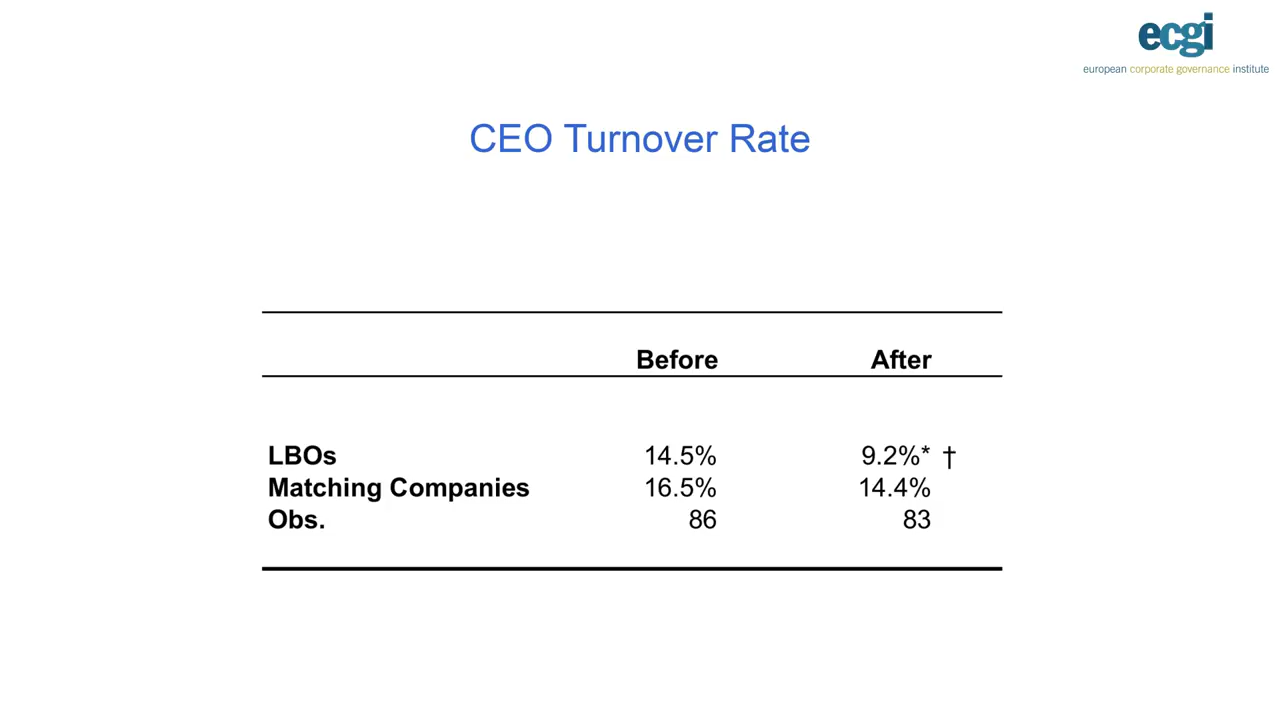 ecgi
european corporate governance institute
CEO Turnover Rate
Before After
LBOs 14.5% 9.2%* †
Matching Companies 16.5% 14.4%
Obs. 86 83